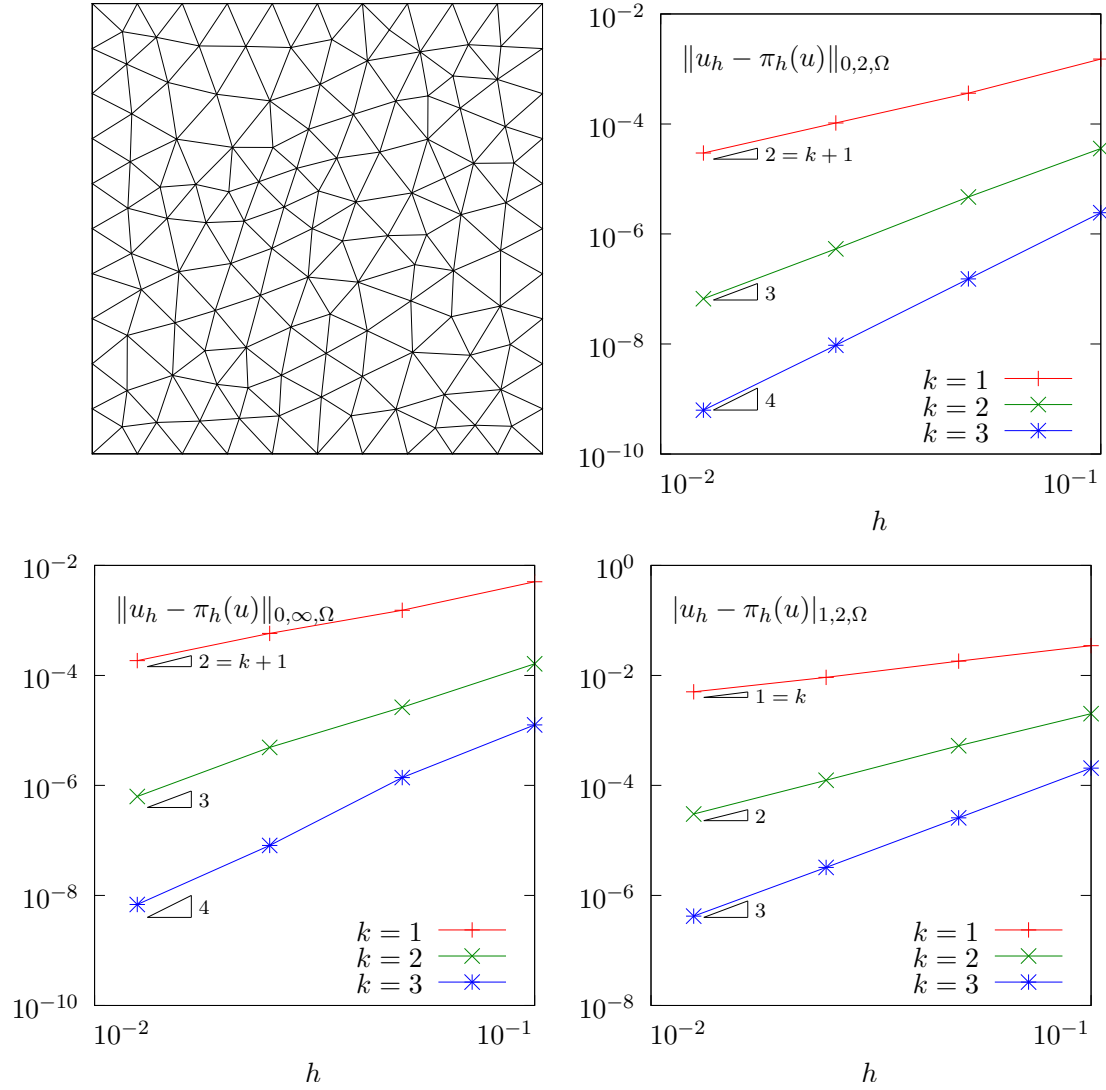 10^{-2}
‖u_h − π_h(u)‖_{0,2,Ω}
10^{-4}
2 = k + 1
10^{-6}
3
10^{-8}
k = 1
4
k = 2
k = 3
10^{-10}
10^{-2}
10^{-1}
h
10^{-2}
‖u_h − π_h(u)‖_{0,∞,Ω}
2 = k + 1
10^{-4}
10^{-6}
3
10^{-8}
4
k = 1
k = 2
k = 3
10^{-10}
10^{-2}
10^{-1}
h
10^{0}
|u_h − π_h(u)|_{1,2,Ω}
10^{-2}
1 = k
10^{-4}
2
10^{-6}
3
k = 1
k = 2
k = 3
10^{-8}
10^{-2}
10^{-1}
h